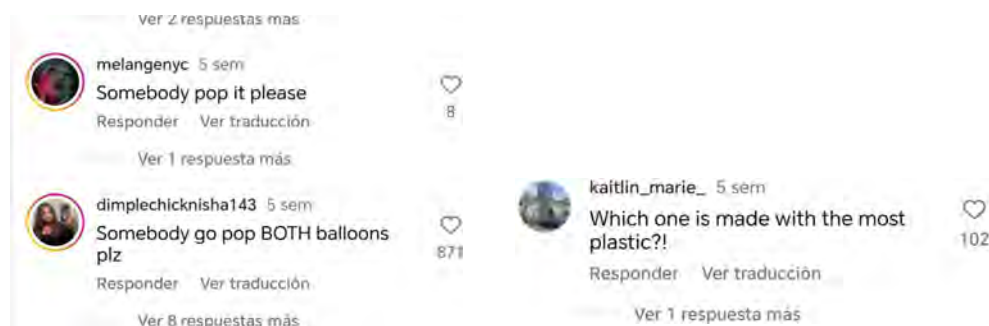 Ver 2 respuestas más
melangenyc 5 sem
Somebody pop it please
8
Responder Ver traducción
Ver 1 respuesta más
dimplechicknisha143 5 sem
Somebody go pop BOTH balloons
plz
871
Responder Ver traducción
Ver 8 respuestas más
kaitlin_marie_ 5 sem
Which one is made with the most
plastic?!
102
Responder Ver traducción
Ver 1 respuesta más